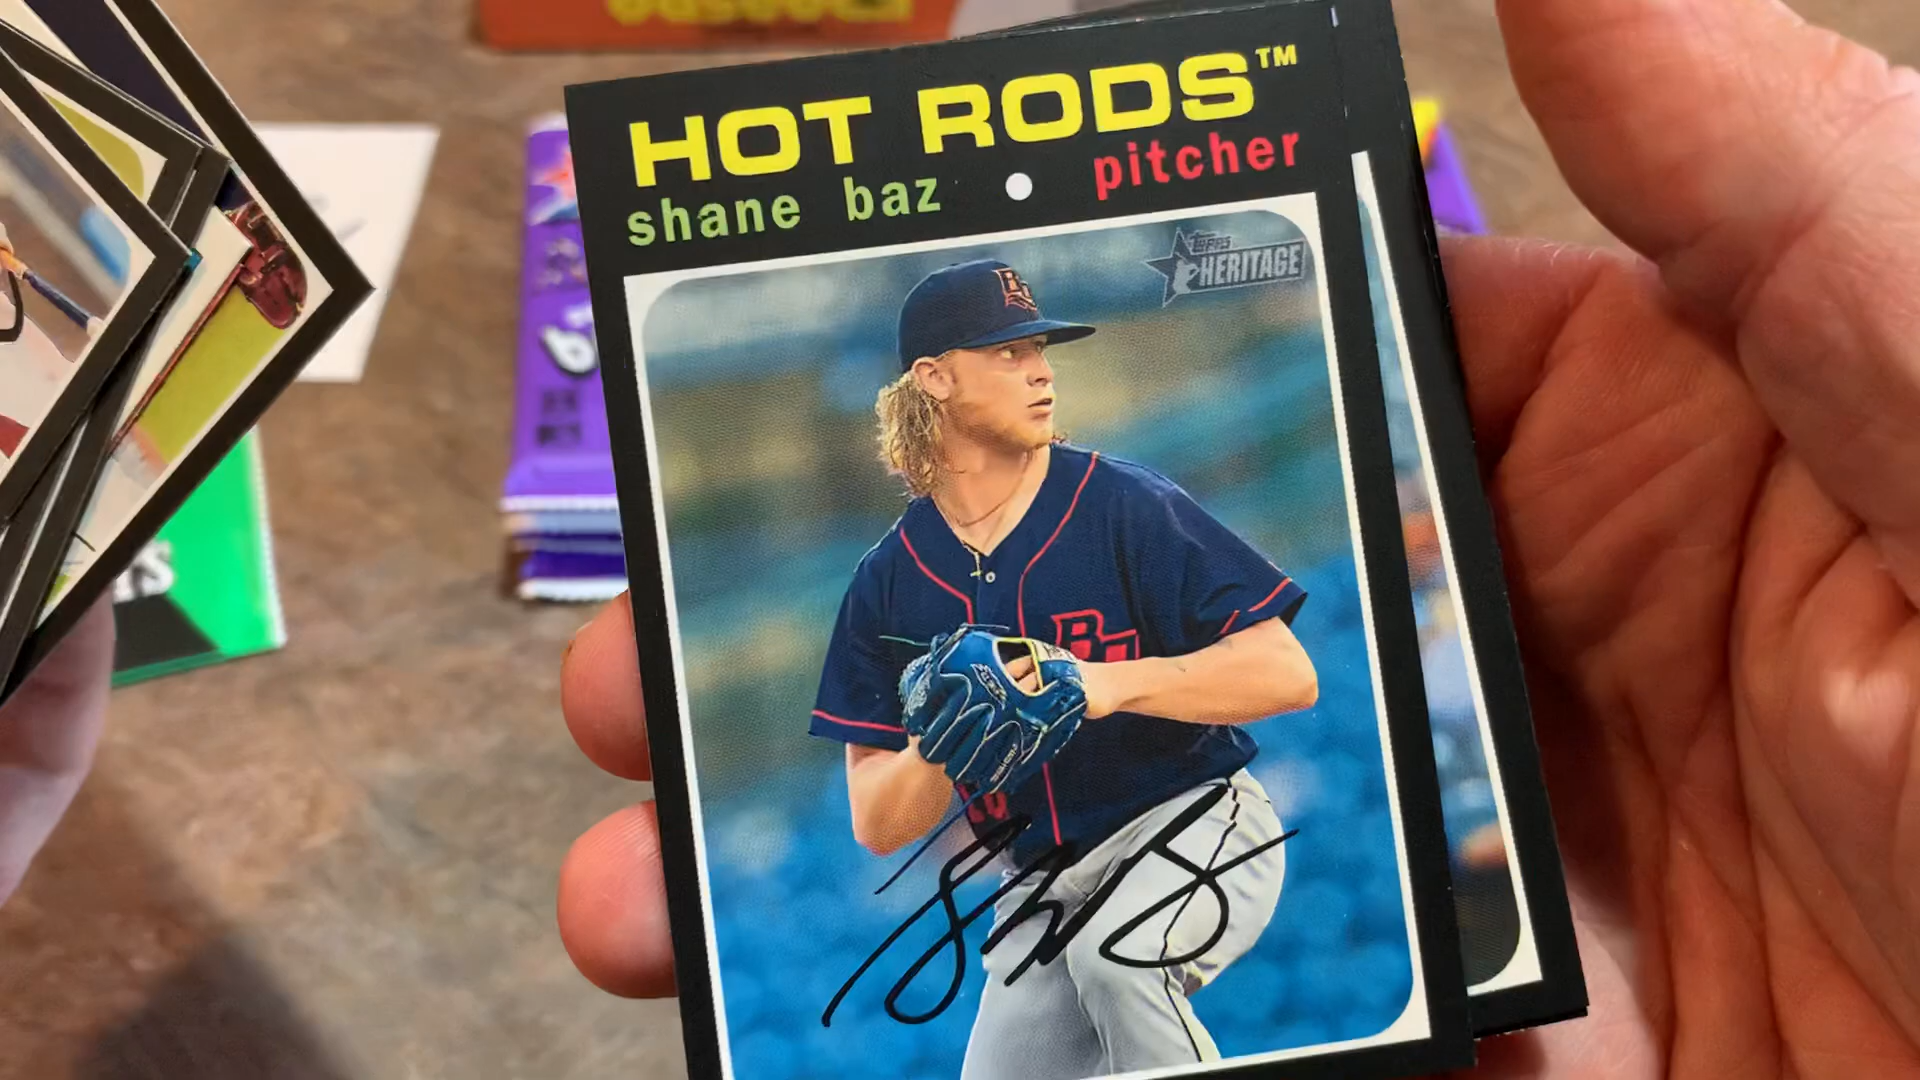 HOT RODS™
shane baz • pitcher
TOPPS
HERITAGE